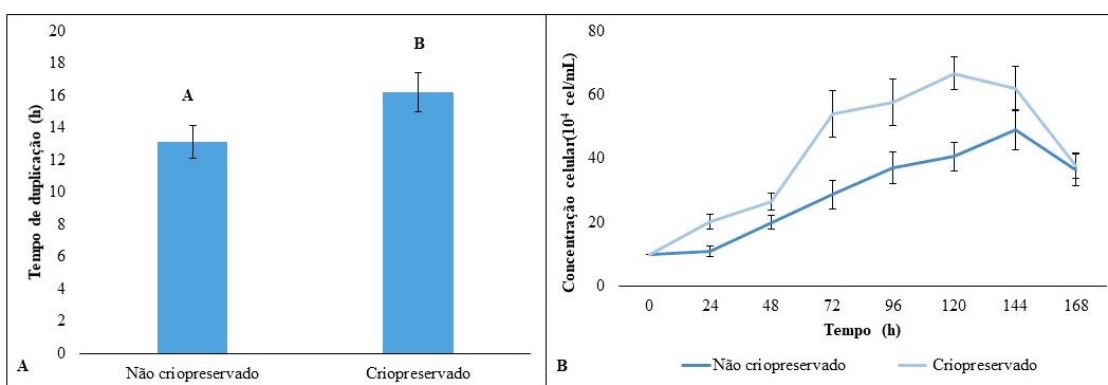 Tempo de duplicação (h)
20
18
16
14
12
10
8
6
4
2
0
A
B
Não criopreservado
Criopreservado
A
Concentração celular(10⁴ cel/mL)
80
60
40
20
0
0 24 48 72 96 120 144 168
Tempo (h)
Não criopreservado
Criopreservado
B